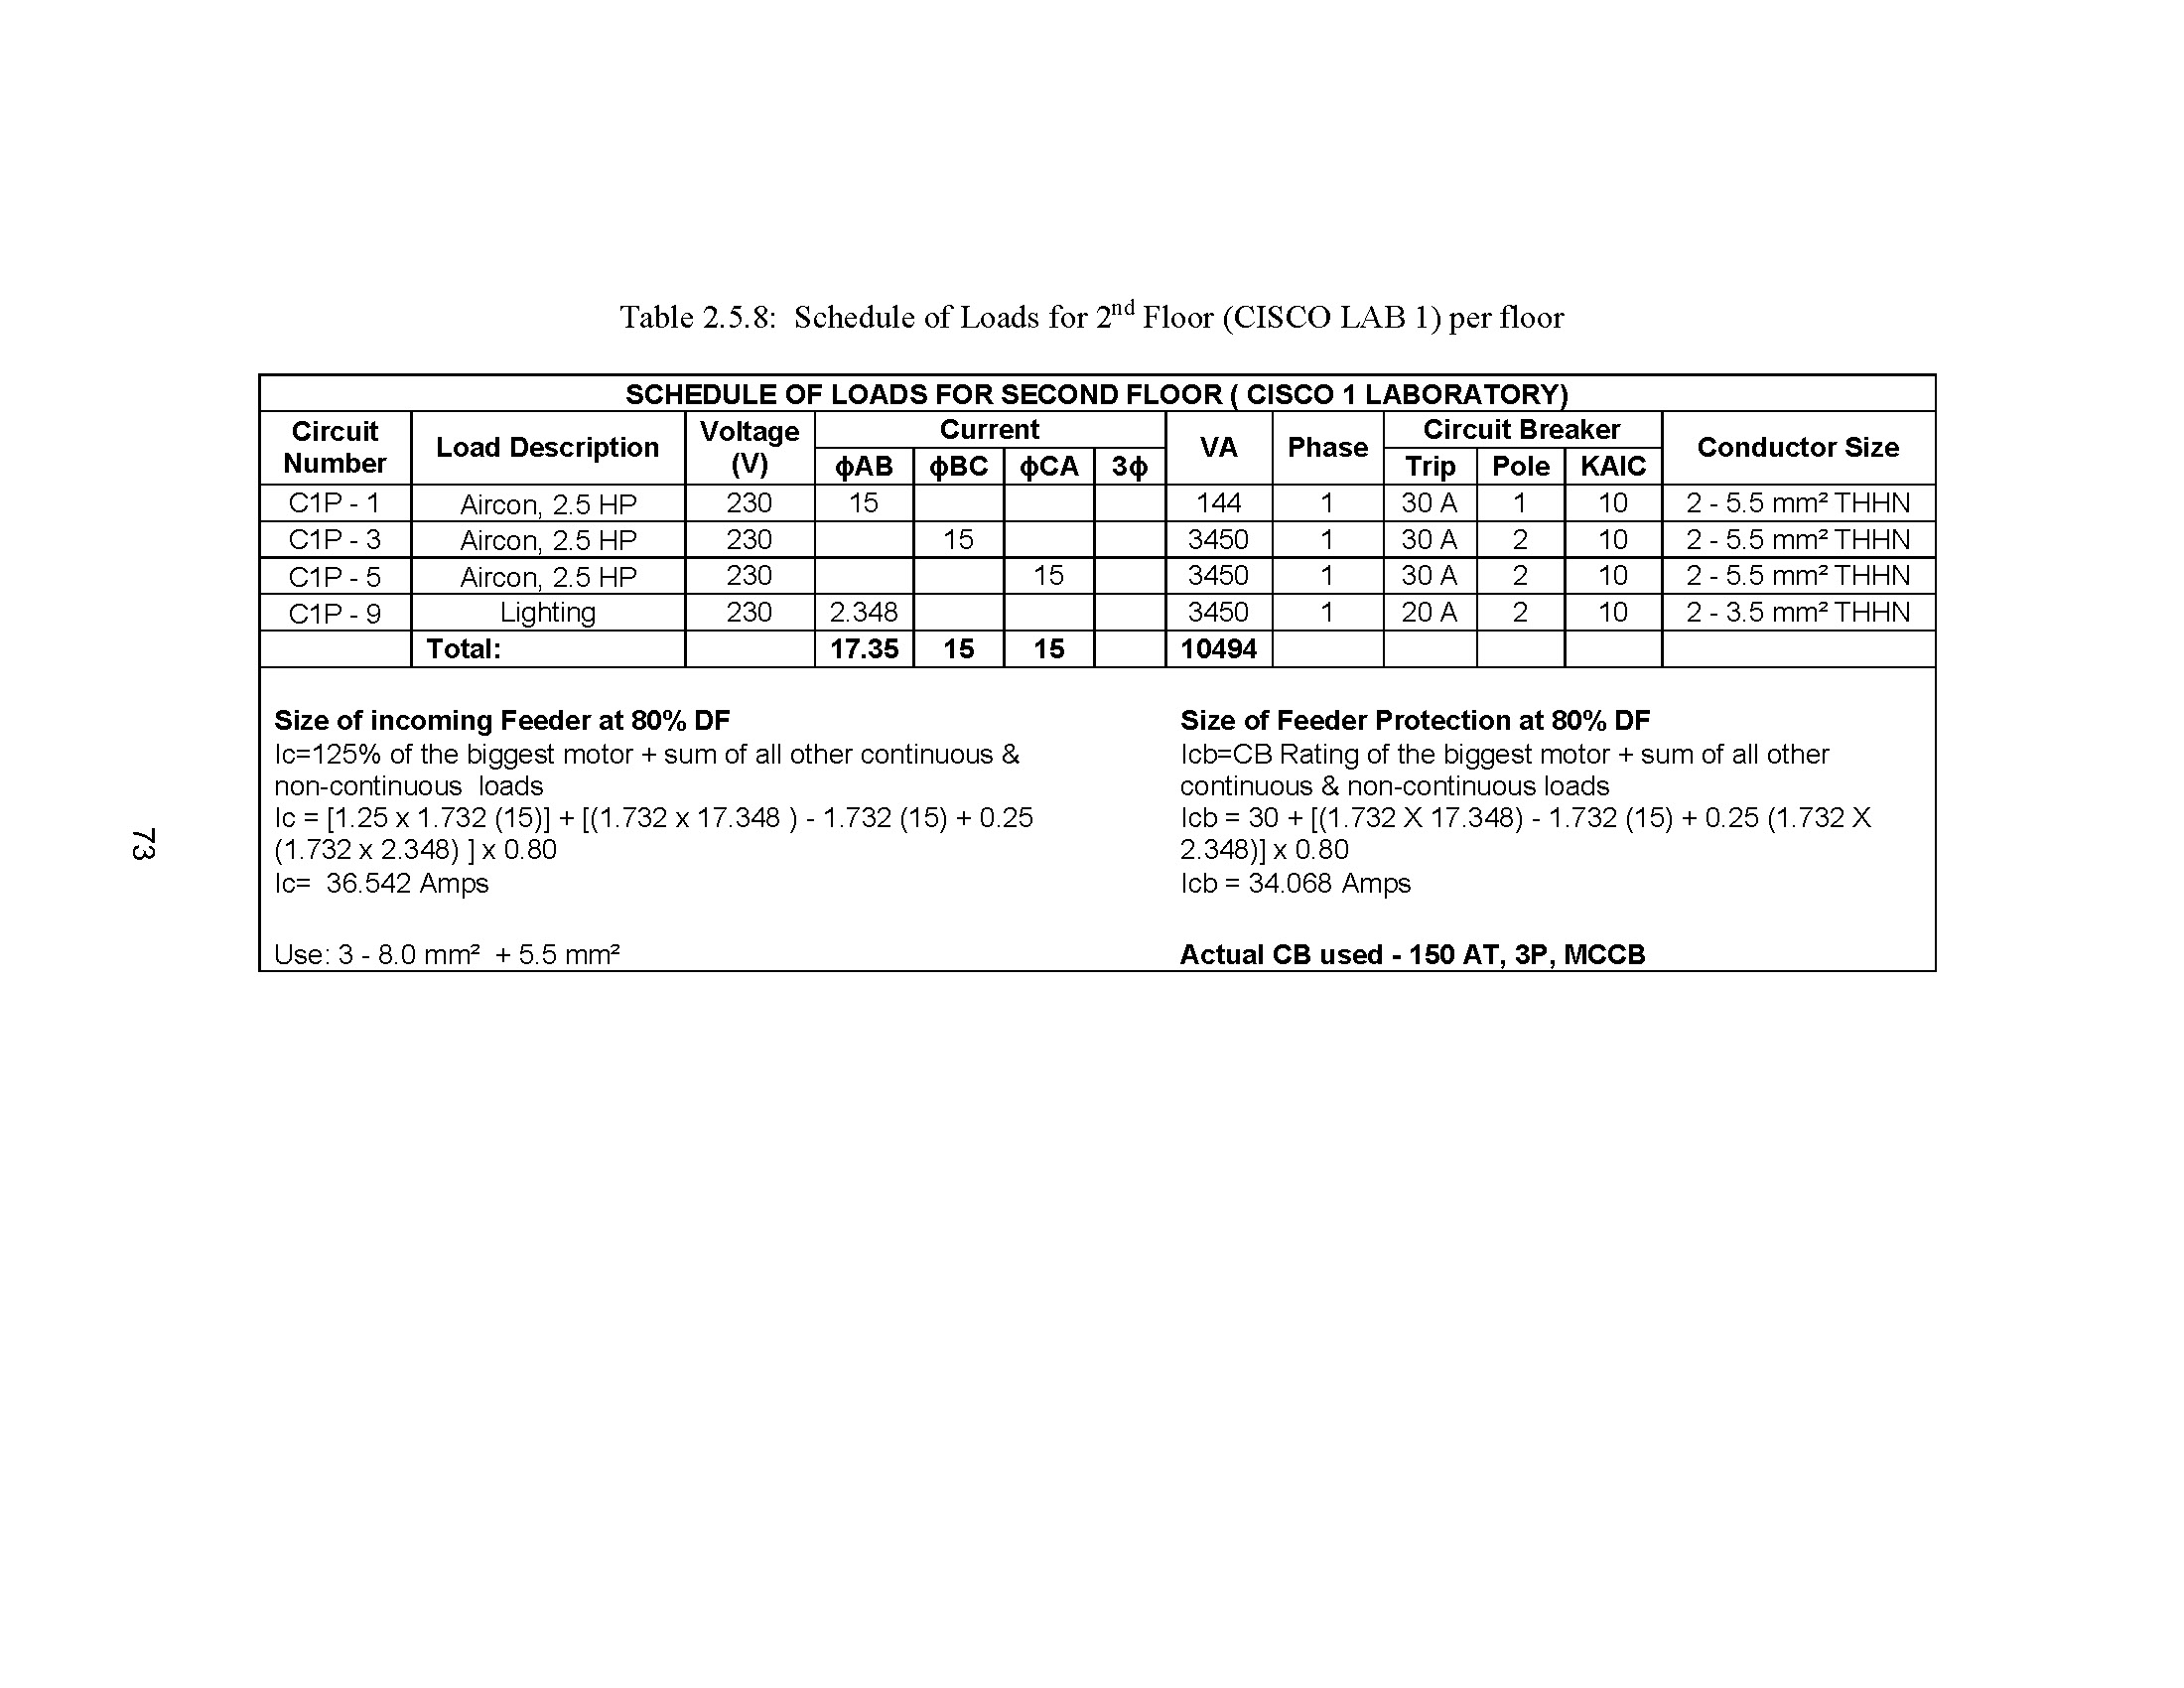 Table 2.5.8: Schedule of Loads for 2nd Floor (CISCO LAB 1) per floor
SCHEDULE OF LOADS FOR SECOND FLOOR ( CISCO 1 LABORATORY)
Circuit Number Load Description Voltage (V) Current VA Phase Circuit Breaker Conductor Size
ϕAB ϕBC ϕCA 3ϕ Trip Pole KAIC
C1P - 1 Aircon, 2.5 HP 230 15 144 1 30 A 1 10 2 - 5.5 mm² THHN
C1P - 3 Aircon, 2.5 HP 230 15 3450 1 30 A 2 10 2 - 5.5 mm² THHN
C1P - 5 Aircon, 2.5 HP 230 15 3450 1 30 A 2 10 2 - 5.5 mm² THHN
C1P - 9 Lighting 230 2.348 3450 1 20 A 2 10 2 - 3.5 mm² THHN
Total: 17.35 15 15 10494
Size of incoming Feeder at 80% DF
Ic=125% of the biggest motor + sum of all other continuous &
non-continuous loads
Ic = [1.25 x 1.732 (15)] + [(1.732 x 17.348 ) - 1.732 (15) + 0.25
(1.732 x 2.348) ] x 0.80
Ic= 36.542 Amps
Use: 3 - 8.0 mm² + 5.5 mm²
Size of Feeder Protection at 80% DF
Icb=CB Rating of the biggest motor + sum of all other
continuous & non-continuous loads
Icb = 30 + [(1.732 X 17.348) - 1.732 (15) + 0.25 (1.732 X
2.348)] x 0.80
Icb = 34.068 Amps
Actual CB used - 150 AT, 3P, MCCB
73